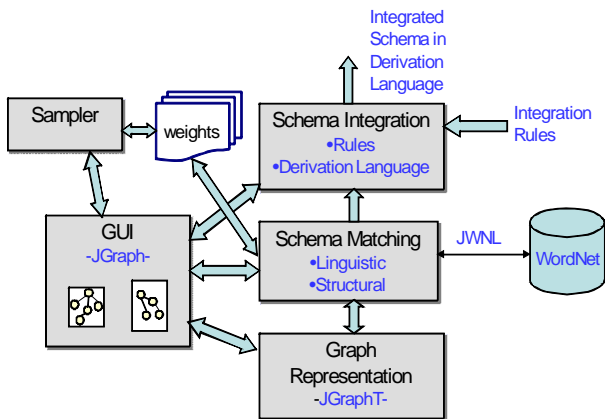 Integrated
Schema in
Derivation
Language
Sampler
weights
Schema Integration
•Rules
•Derivation Language
Integration
Rules
GUI
-JGraph-
Schema Matching
•Linguistic
•Structural
JWNL
WordNet
Graph
Representation
-JGraphT-